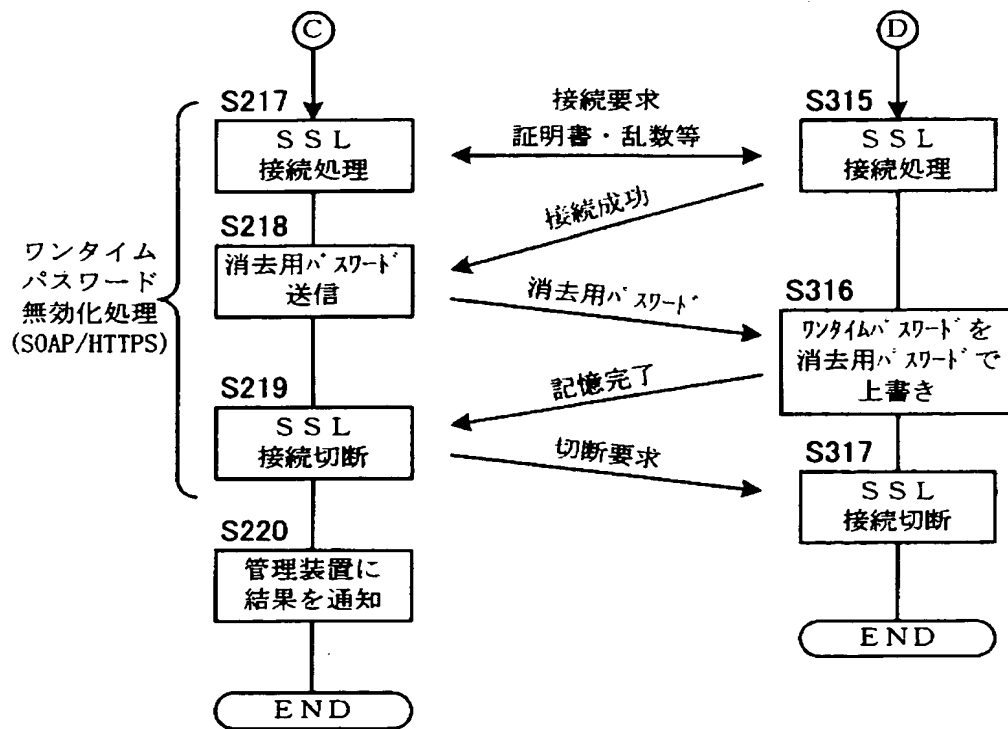 C
D
S217
SSL
接続処理
接続要求
証明書・乱数等
S315
SSL
接続処理
接続成功
S218
消去用パスワード
送信
ワンタイム
パスワード
無効化処理
(SOAP/HTTPS)
消去用パスワード
S316
ワンタイムパスワードを
消去用パスワードで
上書き
記憶完了
S219
SSL
接続切断
切断要求
S317
SSL
接続切断
S220
管理装置に
結果を通知
END
END